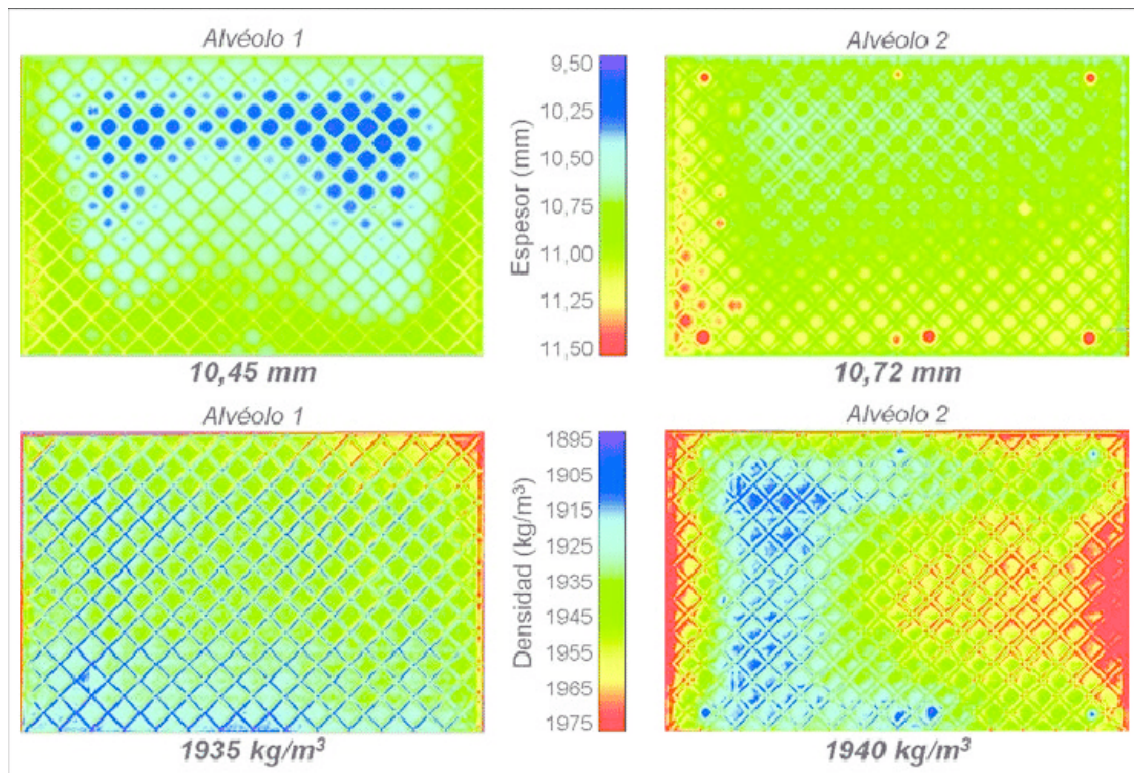 Alvéolo 1
Alvéolo 2
Espesor (mm)
9,50
10,25
10,50
10,75
11,00
11,25
11,50
10,45 mm
10,72 mm
Alvéolo 1
Alvéolo 2
Densidad (kg/m³)
1895
1905
1915
1925
1935
1945
1955
1965
1975
1935 kg/m³
1940 kg/m³